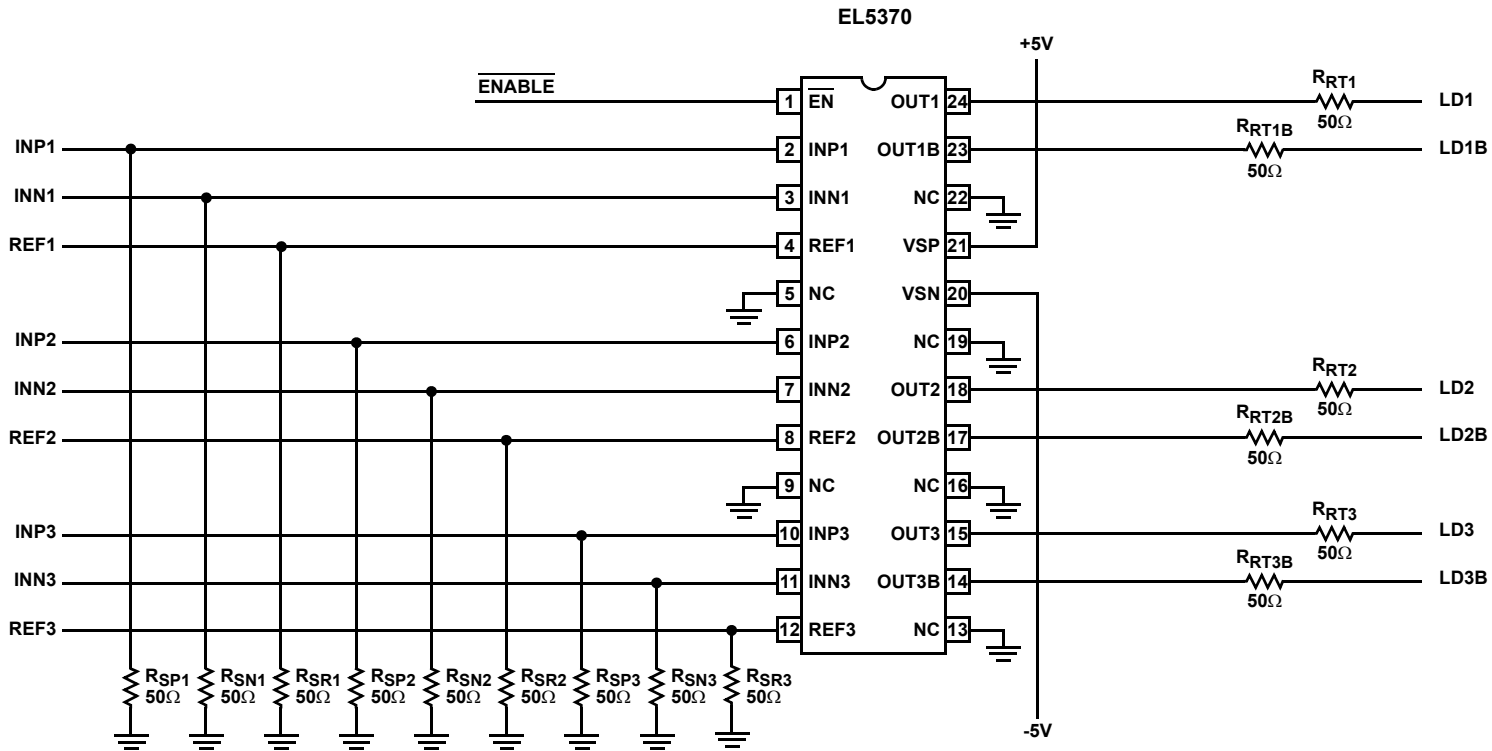 EL5370
+5V
ENABLE
INP1
INN1
REF1
INP2
INN2
REF2
INP3
INN3
REF3
1 EN OUT1 24
2 INP1 OUT1B 23
3 INN1 NC 22
4 REF1 VSP 21
5 NC VSN 20
6 INP2 NC 19
7 INN2 OUT2 18
8 REF2 OUT2B 17
9 NC NC 16
10 INP3 OUT3 15
11 INN3 OUT3B 14
12 REF3 NC 13
RRT1
50Ω
LD1
RRT1B
50Ω
LD1B
RRT2
50Ω
LD2
RRT2B
50Ω
LD2B
RRT3
50Ω
LD3
RRT3B
50Ω
LD3B
RSP1
50Ω
RSN1
50Ω
RSR1
50Ω
RSP2
50Ω
RSN2
50Ω
RSR2
50Ω
RSP3
50Ω
RSN3
50Ω
RSR3
50Ω
-5V